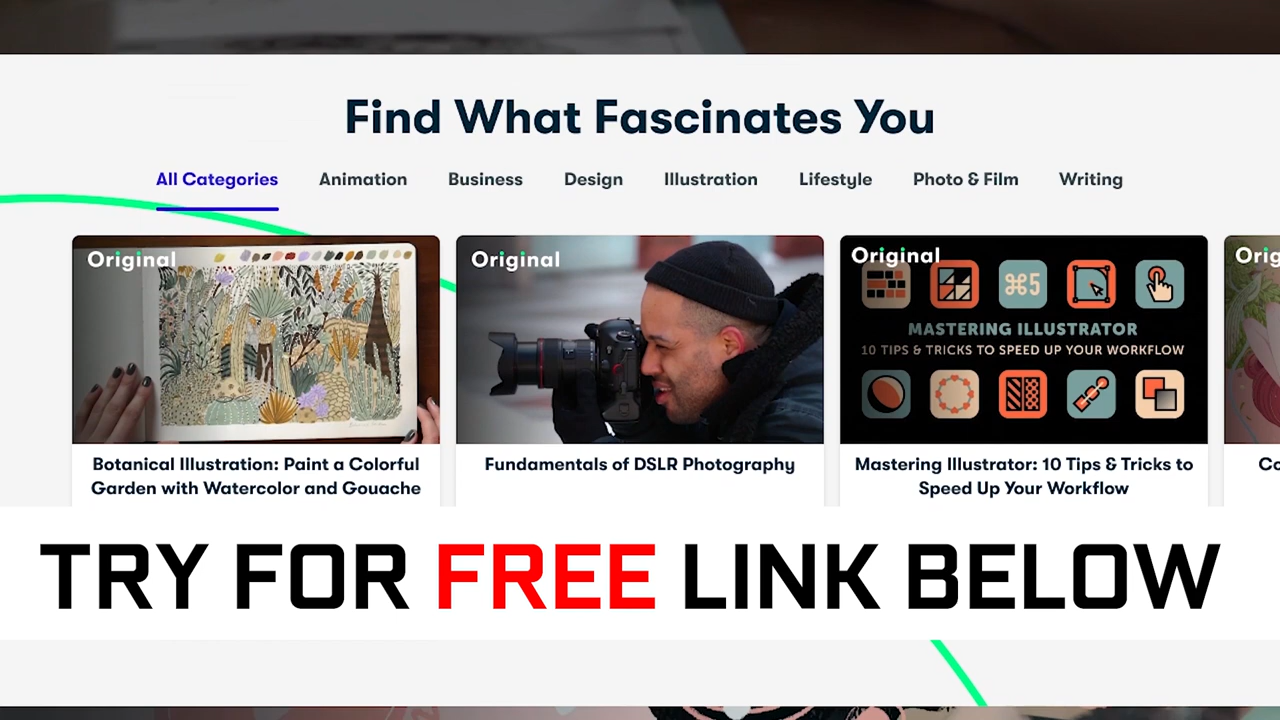 Find What Fascinates You
All Categories Animation Business Design Illustration Lifestyle Photo & Film Writing
Original
Original
Original
⌘5
MASTERING ILLUSTRATOR
10 TIPS & TRICKS TO SPEED UP YOUR WORKFLOW
Botanical Illustration: Paint a Colorful
Garden with Watercolor and Gouache
Fundamentals of DSLR Photography
Mastering Illustrator: 10 Tips & Tricks to
Speed Up Your Workflow
TRY FOR FREE LINK BELOW